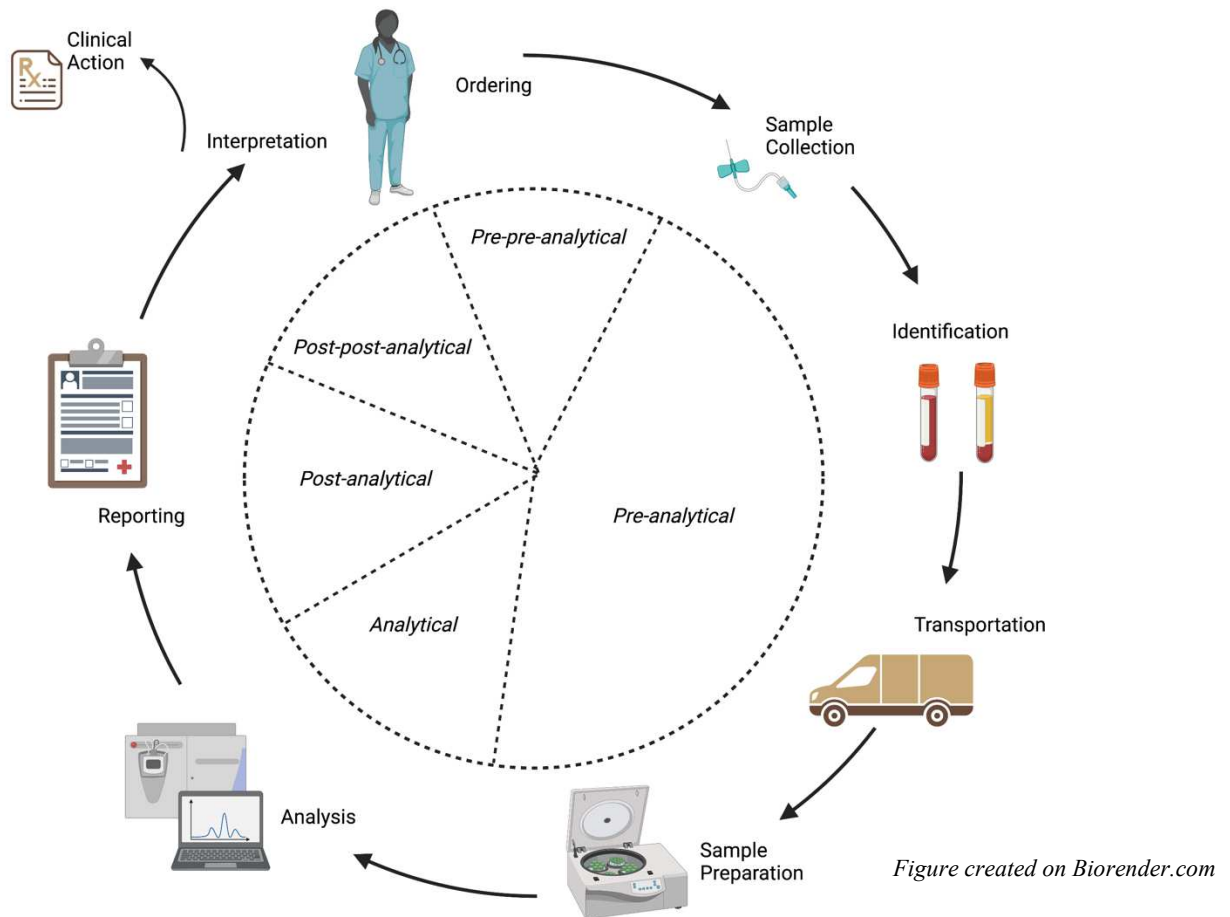 Clinical
Action
Rx
Interpretation
Ordering
Sample
Collection
Pre-pre-analytical
Post-post-analytical
Identification
Post-analytical
Pre-analytical
Reporting
Analytical
Transportation
Analysis
Sample
Preparation
Figure created on Biorender.com